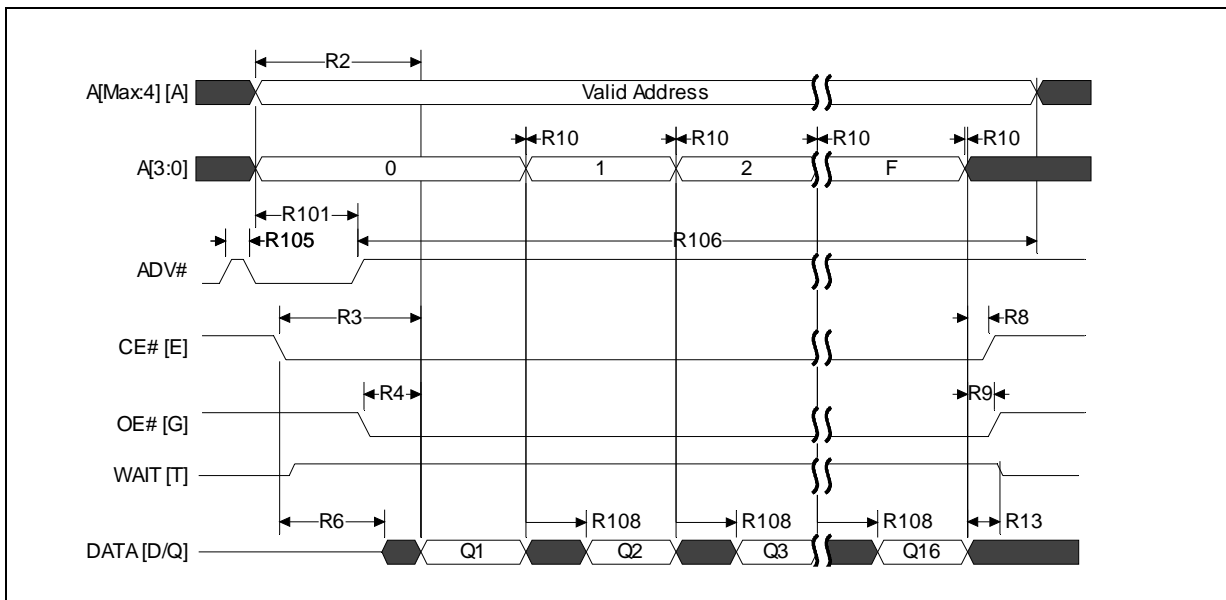 R2
A[Max:4] [A]
Valid Address
R10 R10 R10 R10
A[3:0]
0 1 2 F
R101
R105 R106
ADV#
R3 R8
CE# [E]
R4 R9
OE# [G]
WAIT [T]
R6 R108 R108 R108 R13
DATA [D/Q]
Q1 Q2 Q3 Q16